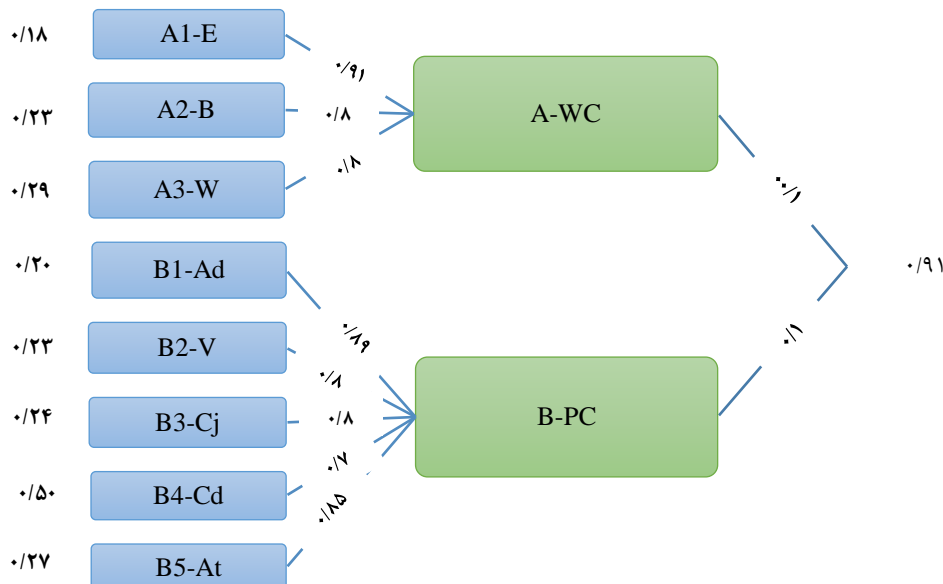 ۰/۱۸
A1-E
۰/۹۱
A-WC
۰/۲۳
A2-B
۰/۸
۰/۲۹
A3-W
۰/۸
۰/۲۰
B1-Ad
۰/۸۹
۰/۹۱
۰/۱
۰/۲۳
B2-V
۰/۸
B-PC
۰/۲۴
B3-Cj
۰/۸
۰/۵۰
B4-Cd
۰/۷
۰/۲۷
B5-At
۰/۸۵